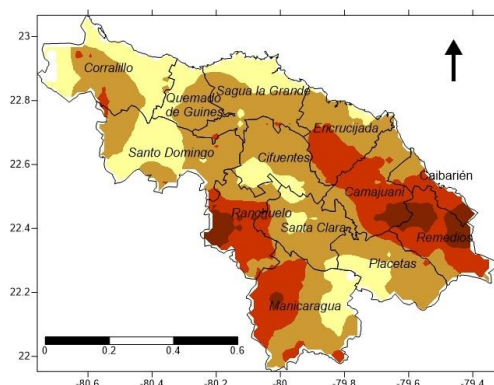 23
22.8
22.6
22.4
22.2
22
Corralillo
Quemado
de Guines
Sagua la Grande
Encrucijada
Santo Domingo
Cifuentes
Caibarién
Camajuani
Ranchuelo
Santa Clara
Remedios
Placetas
Manicaragua
0 0.2 0.4 0.6
-80.6 -80.4 -80.2 -80 -79.8 -79.6 -79.4